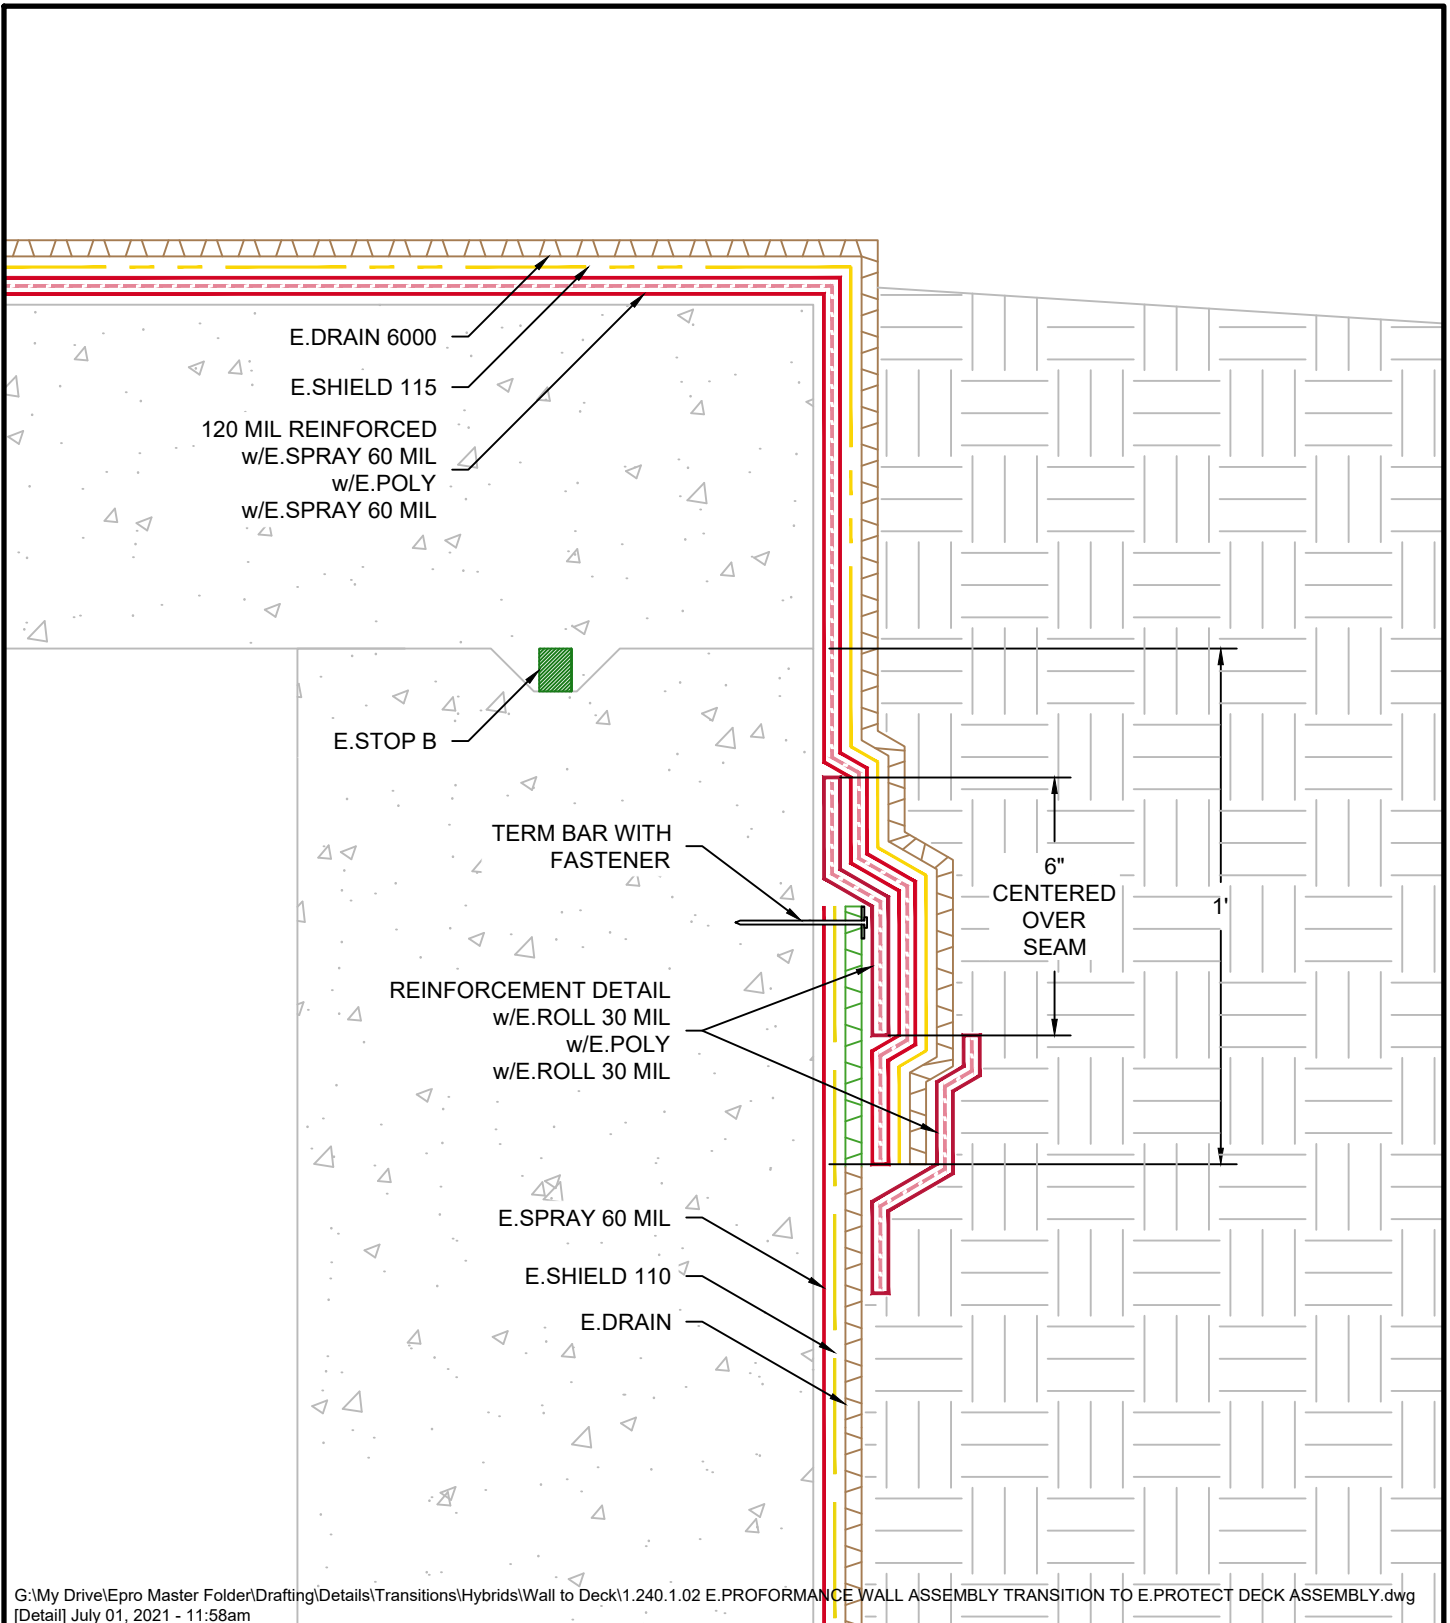 E.DRAIN 6000
E.SHIELD 115
120 MIL REINFORCED
w/E.SPRAY 60 MIL
w/E.POLY
w/E.SPRAY 60 MIL
E.STOP B
TERM BAR WITH
FASTENER
6"
CENTERED
OVER
SEAM
1'
REINFORCEMENT DETAIL
w/E.ROLL 30 MIL
w/E.POLY
w/E.ROLL 30 MIL
E.SPRAY 60 MIL
E.SHIELD 110
E.DRAIN
G:\My Drive\Epro Master Folder\Drafting\Details\Transitions\Hybrids\Wall to Deck\1.240.1.02 E.PROFORMANCE WALL ASSEMBLY TRANSITION TO E.PROTECT DECK ASSEMBLY.dwg
[Detail] July 01, 2021 - 11:58am